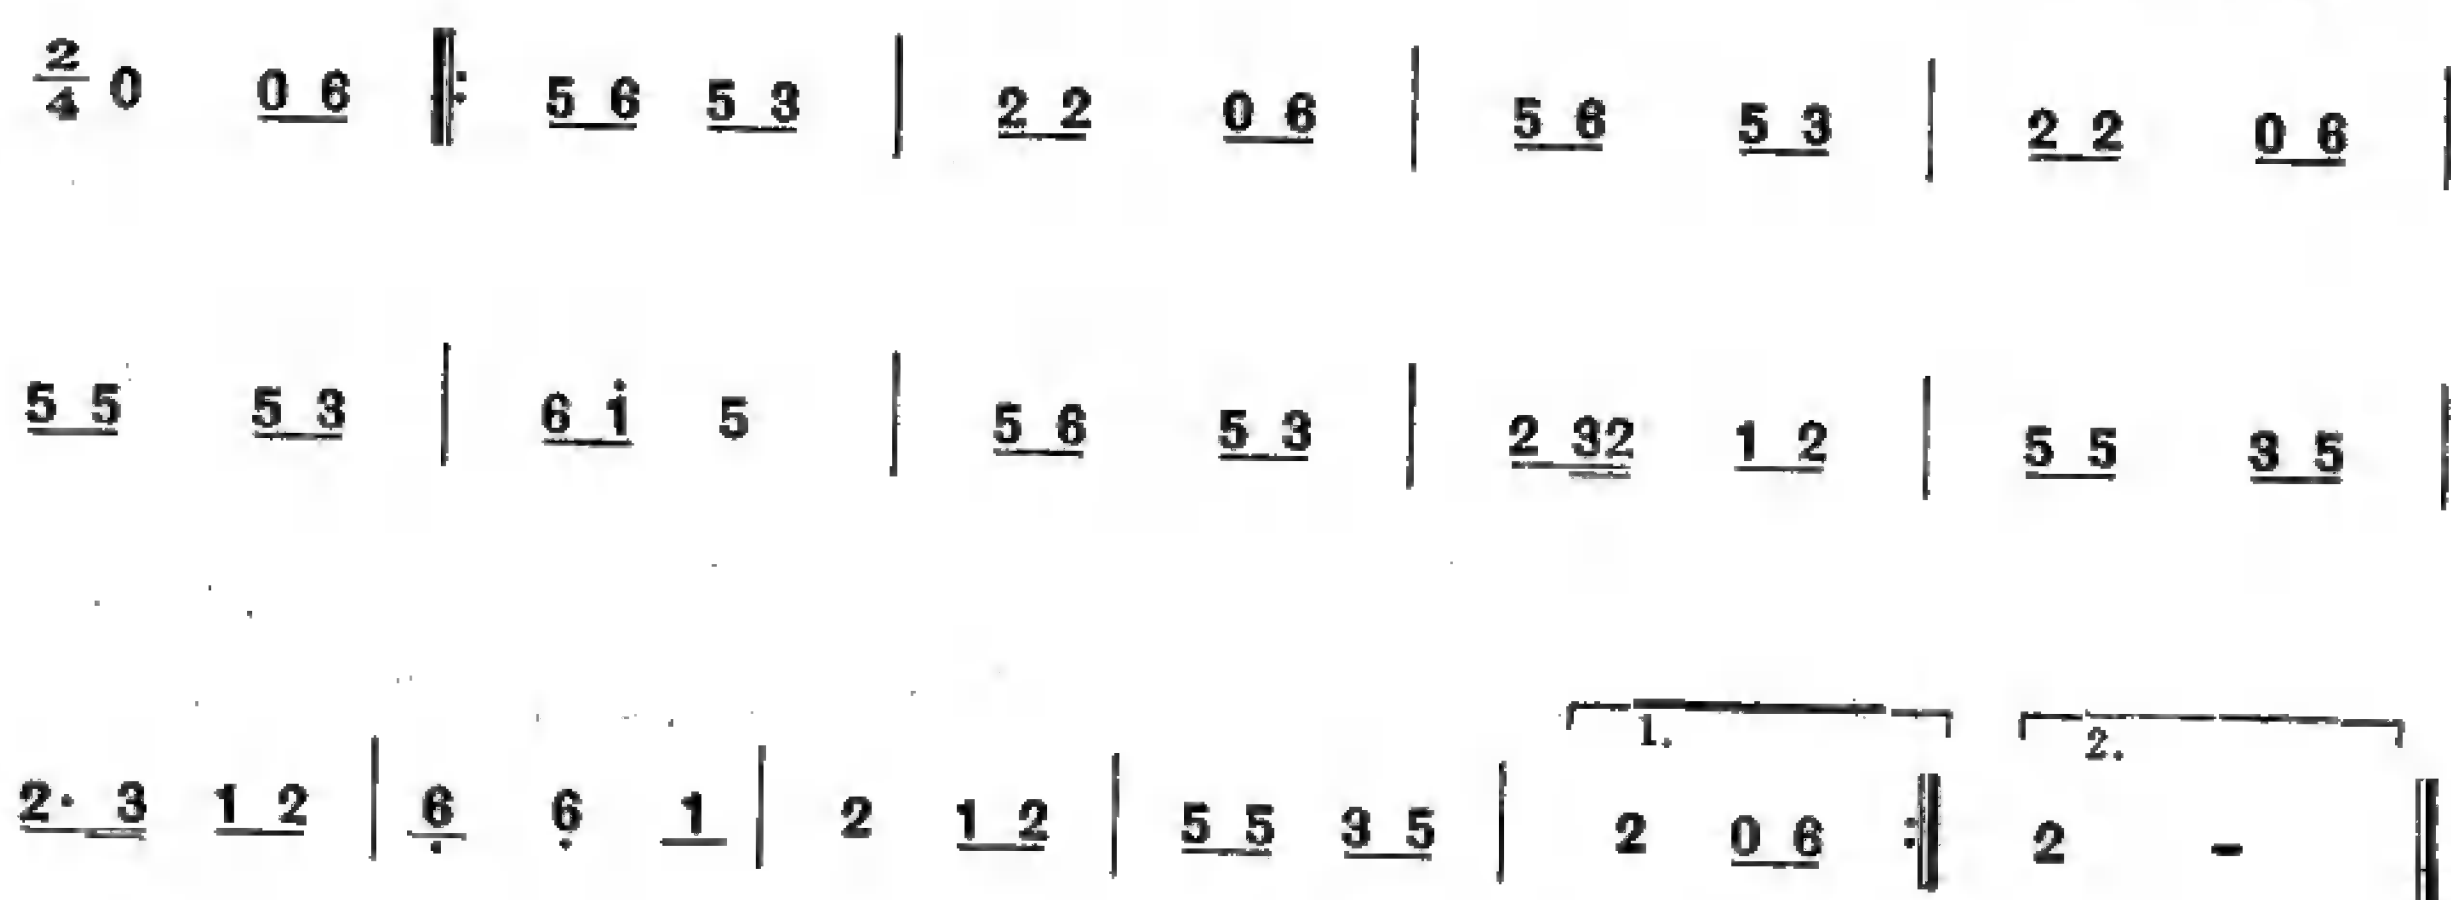 2/4 0 0 6 ‖: 5 6 5 3 | 2 2 0 6 | 5 6 5 3 | 2 2 0 6 |
5 5 5 3 | 6 1̇ 5 | 5 6 5 3 | 2 32 1 2 | 5 5 3 5 |
1. 2.
2· 3 1 2 | 6̣ 6̣ 1 | 2 1 2 | 5 5 3 5 | 2 0 6 :‖ 2 - ‖